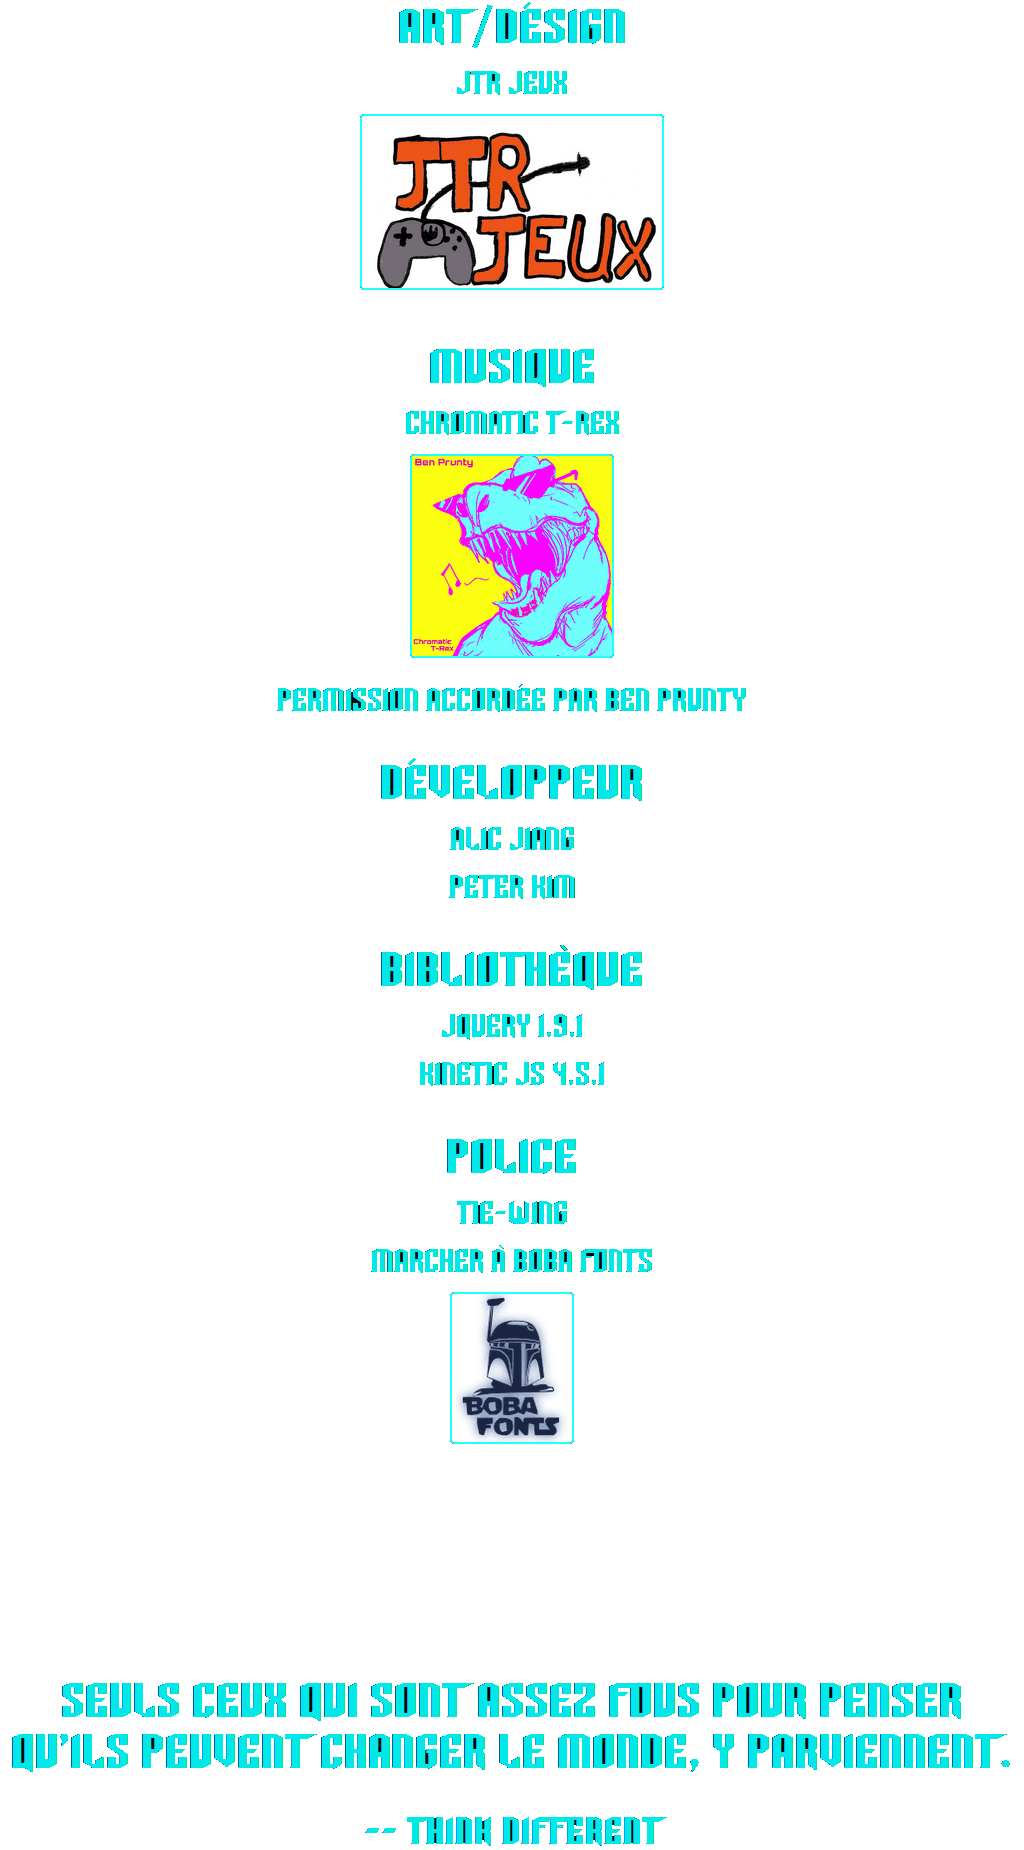 ART/DÉSIGN
JTR JEUX
JTR
JEUX
MUSIQUE
CHROMATIC T-REX
Ben Prunty
Chromatic
T-Rex
PERMISSION ACCORDÉE PAR BEN PRUNTY
DÉVELOPPEUR
ALIC JIANG
PETER KIM
BIBLIOTHÈQUE
JQUERY 1.9.1
KINETIC JS 4.5.1
POLICE
TIE-WING
MARCHER À BOBA FONTS
BOBA
FONTS
SEULS CEUX QUI SONT ASSEZ FOUS POUR PENSER
QU'ILS PEUVENT CHANGER LE MONDE, Y PARVIENNENT.
-- THINK DIFFERENT